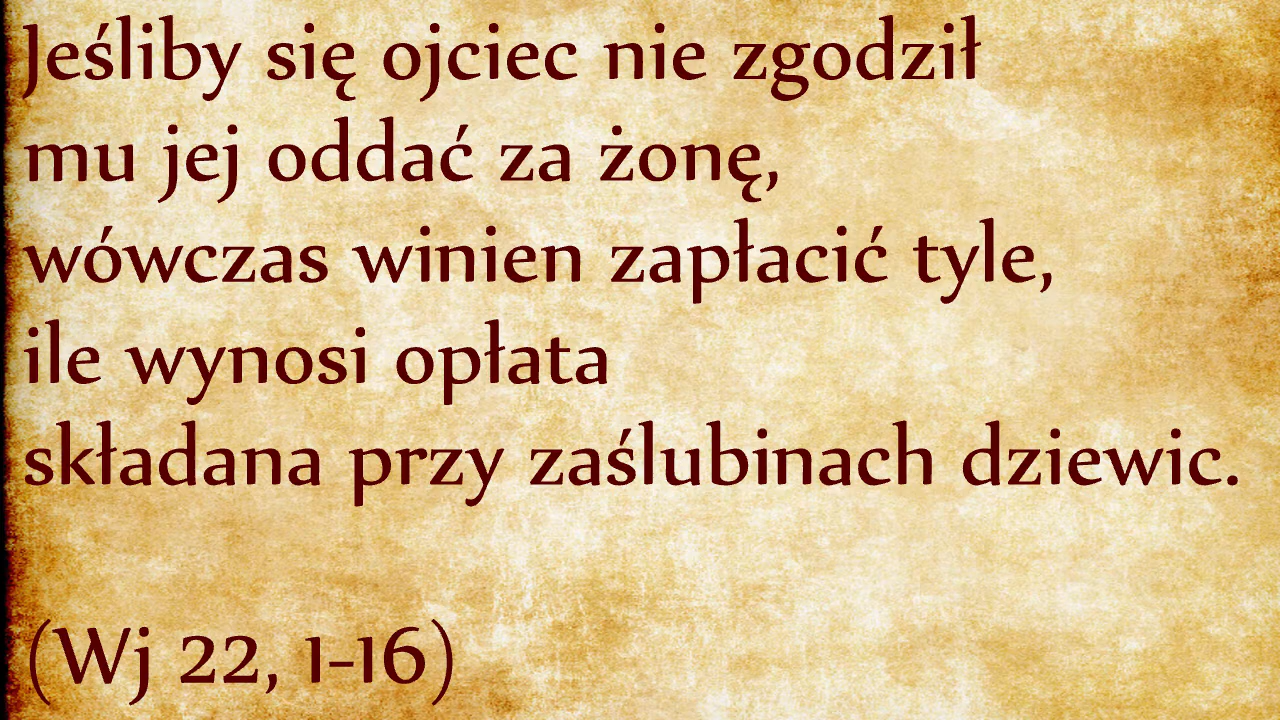 Jeśliby się ojciec nie zgodził
mu jej oddać za żonę,
wówczas winien zapłacić tyle,
ile wynosi opłata
składana przy zaślubinach dziewic.
(Wj 22, 1-16)